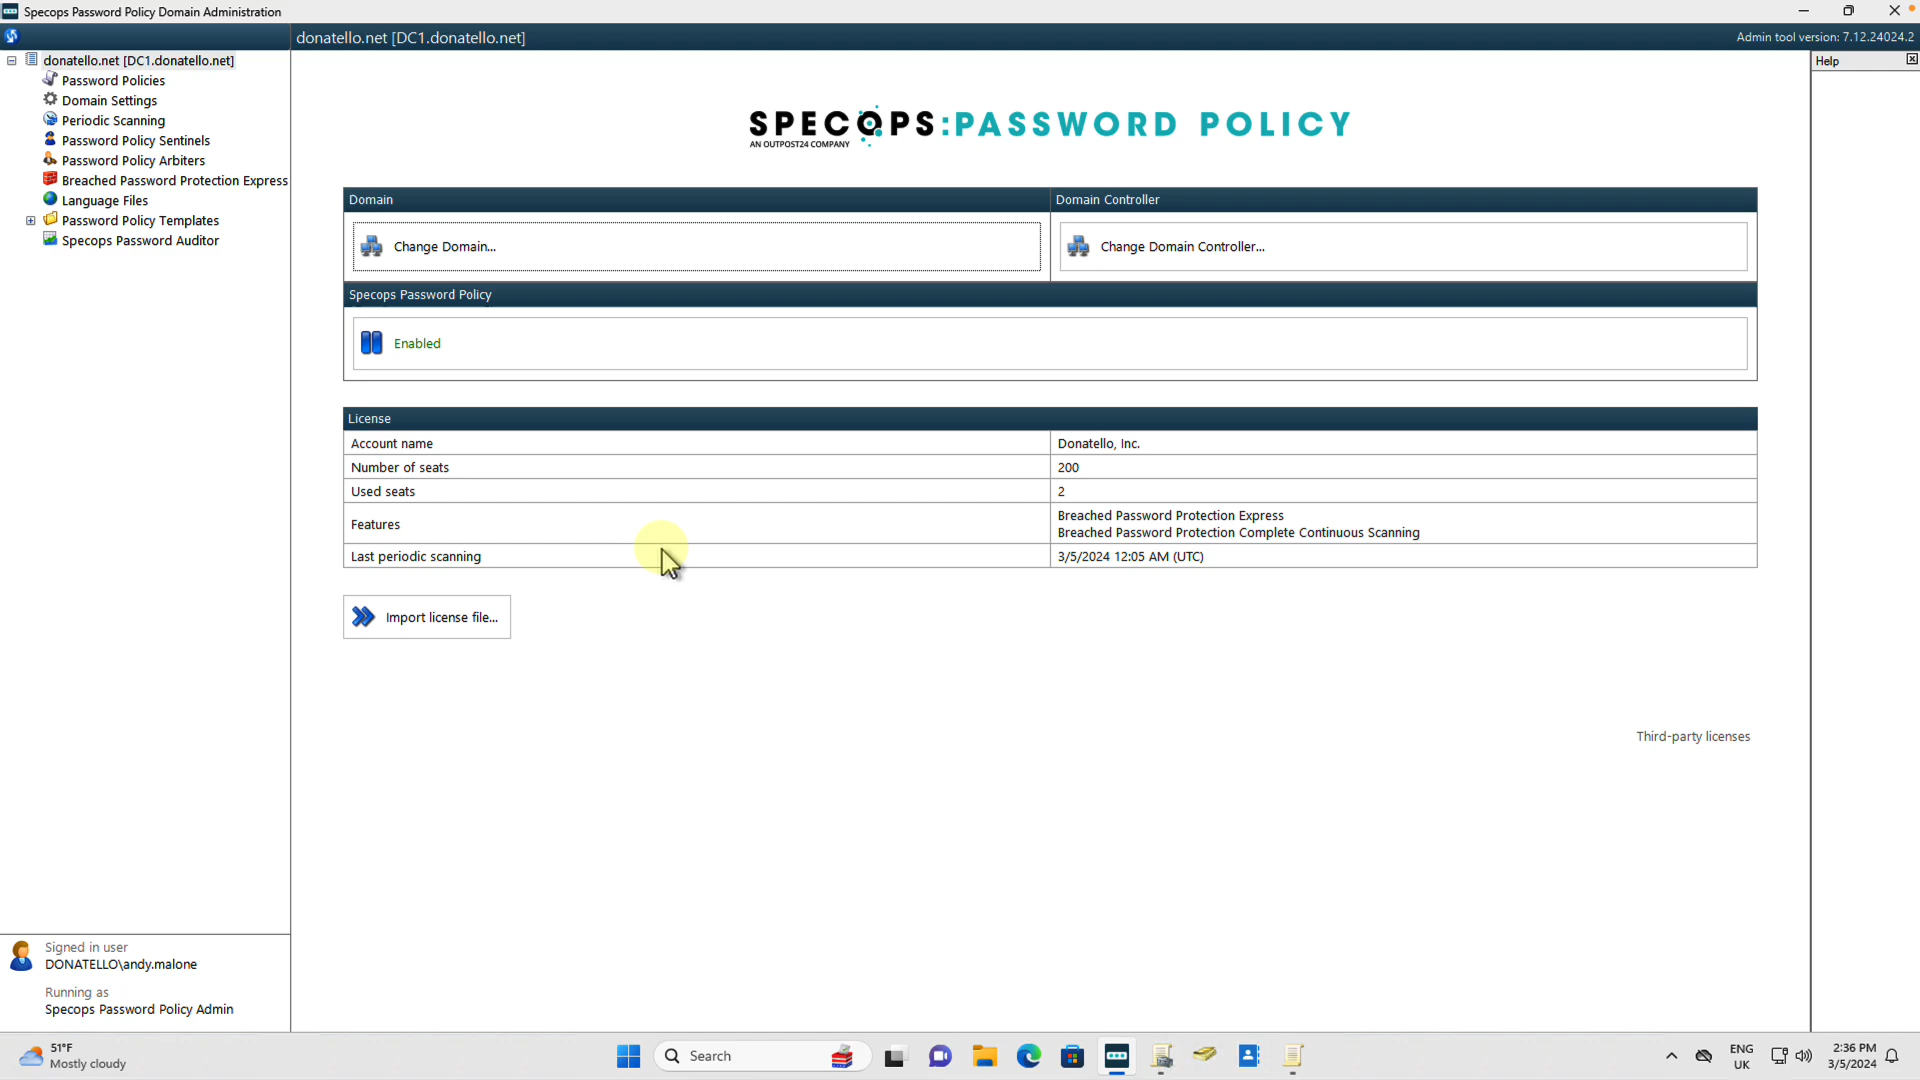 Specops Password Policy Domain Administration
donatello.net [DC1.donatello.net]
Admin tool version: 7.12.24024.2
donatello.net [DC1.donatello.net]
Password Policies
Domain Settings
Periodic Scanning
Password Policy Sentinels
Password Policy Arbiters
Breached Password Protection Express
Language Files
Password Policy Templates
Specops Password Auditor
Help
SPECOPS:PASSWORD POLICY
AN OUTPOST24 COMPANY
Domain
Domain Controller
Change Domain...
Change Domain Controller...
Specops Password Policy
Enabled
License
Account name
Donatello, Inc.
Number of seats
200
Used seats
2
Features
Breached Password Protection Express
Breached Password Protection Complete Continuous Scanning
Last periodic scanning
3/5/2024 12:05 AM (UTC)
Import license file...
Third-party licenses
Signed in user
DONATELLO\andy.malone
Running as
Specops Password Policy Admin
51°F
Mostly cloudy
Search
ENG
UK
2:36 PM
3/5/2024